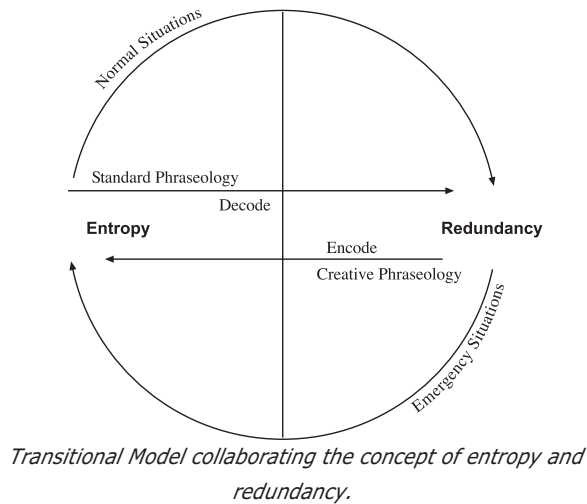 Normal Situations
Standard Phraseology
Decode
Entropy
Redundancy
Encode
Creative Phraseology
Emergency Situations
Transitional Model collaborating the concept of entropy and
redundancy.